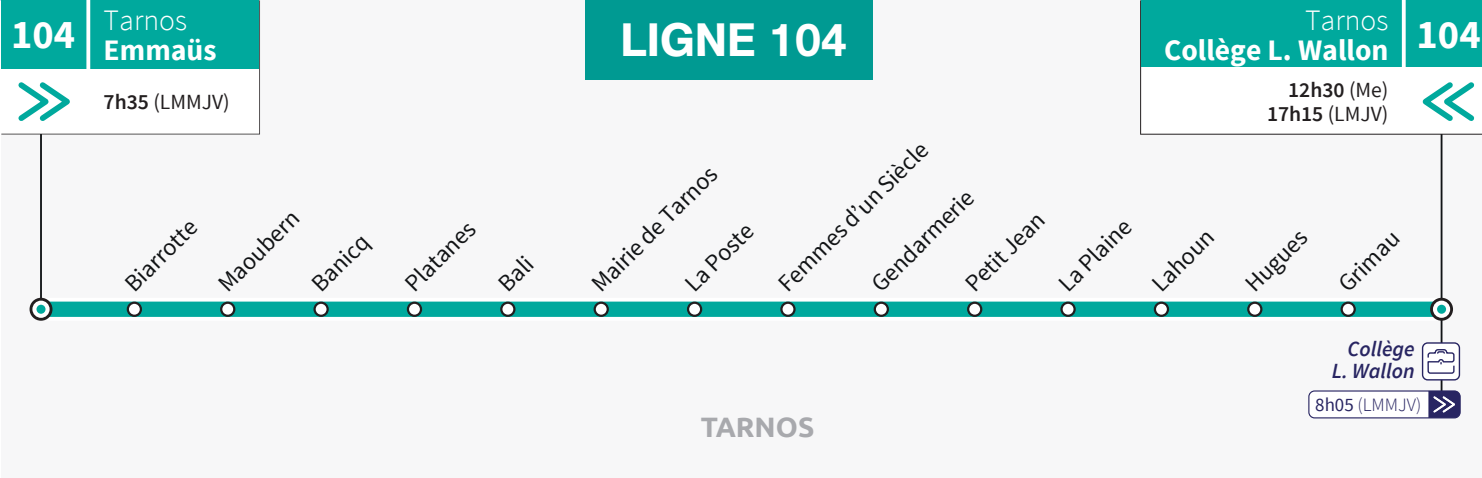 104
Tarnos
Emmaüs
7h35 (LMMJV)
LIGNE 104
Tarnos
Collège L. Wallon
104
12h30 (Me)
17h15 (LMJV)
Biarrotte
Maoubern
Banicq
Platanes
Bali
Mairie de Tarnos
La Poste
Femmes d’un Siècle
Gendarmerie
Petit Jean
La Plaine
Lahoun
Hugues
Grimau
Collège
L. Wallon
8h05 (LMMJV)
TARNOS